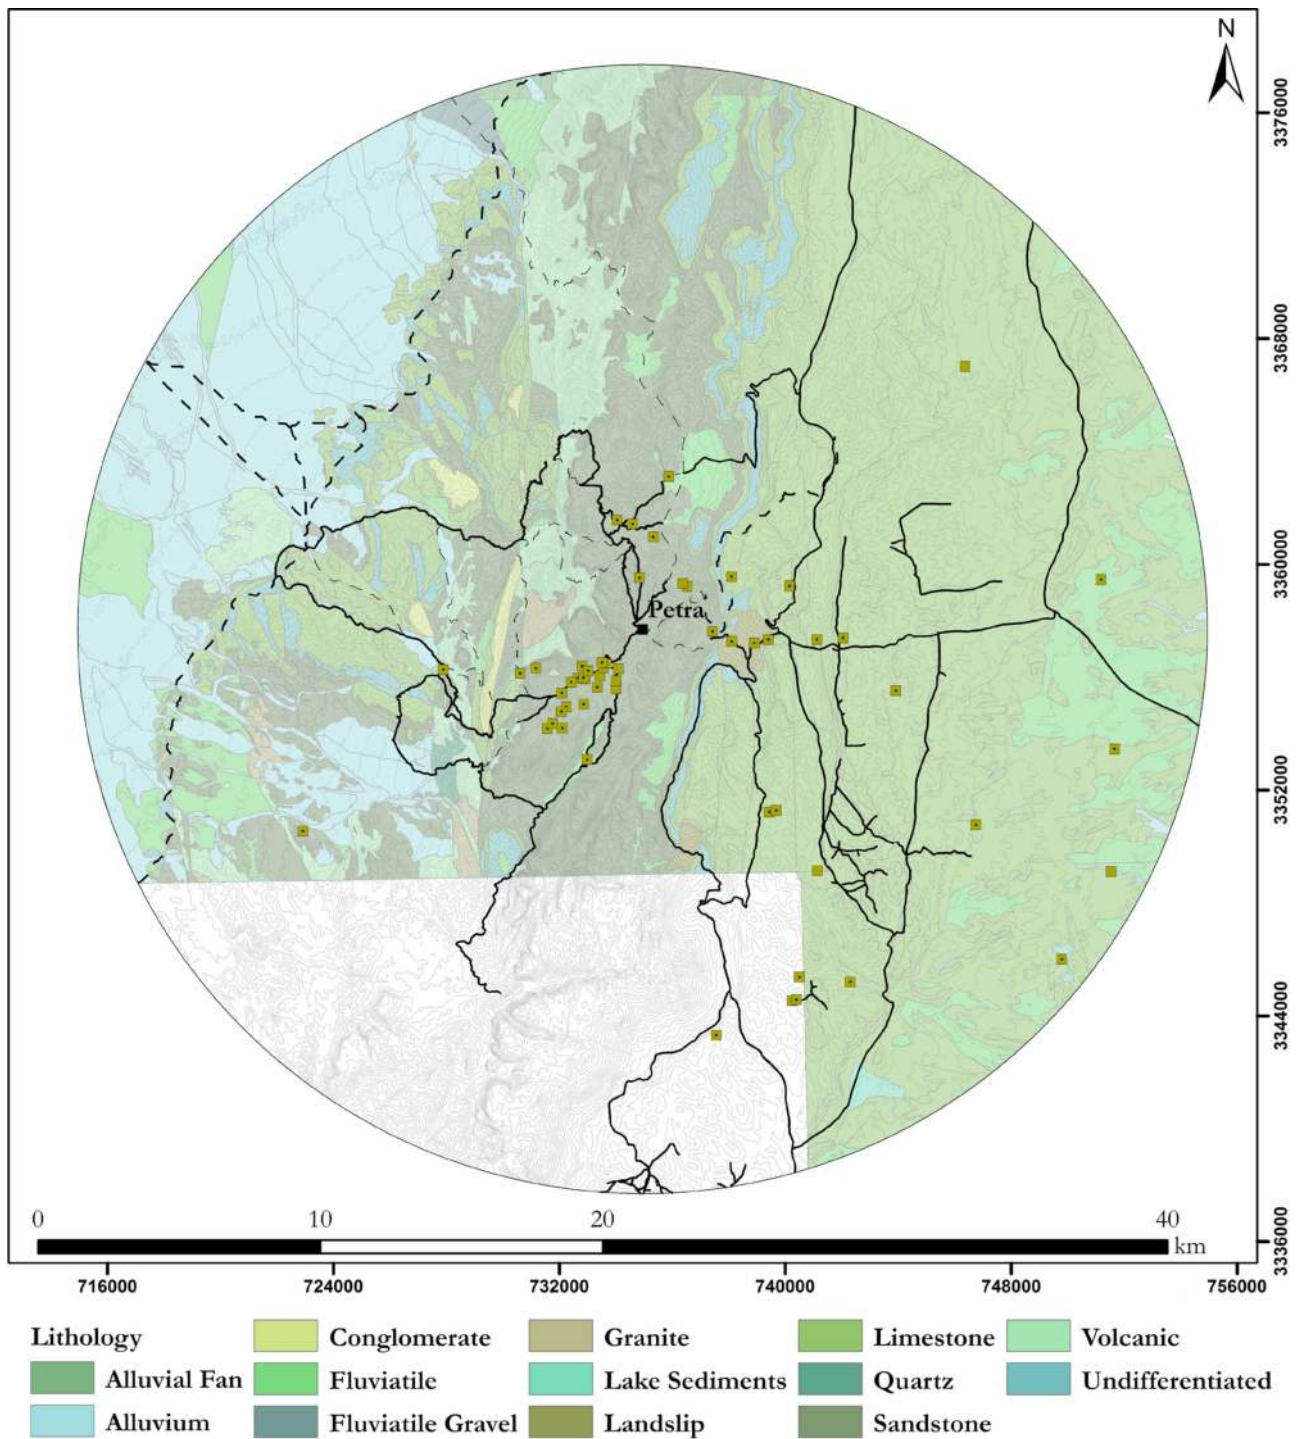 N
3376000
3368000
3360000
Petra
3352000
3344000
3336000
0 10 20 40
km
716000 724000 732000 740000 748000 756000
Lithology Conglomerate Granite Limestone Volcanic
Alluvial Fan Fluviatile Lake Sediments Quartz Undifferentiated
Alluvium Fluviatile Gravel Landslip Sandstone